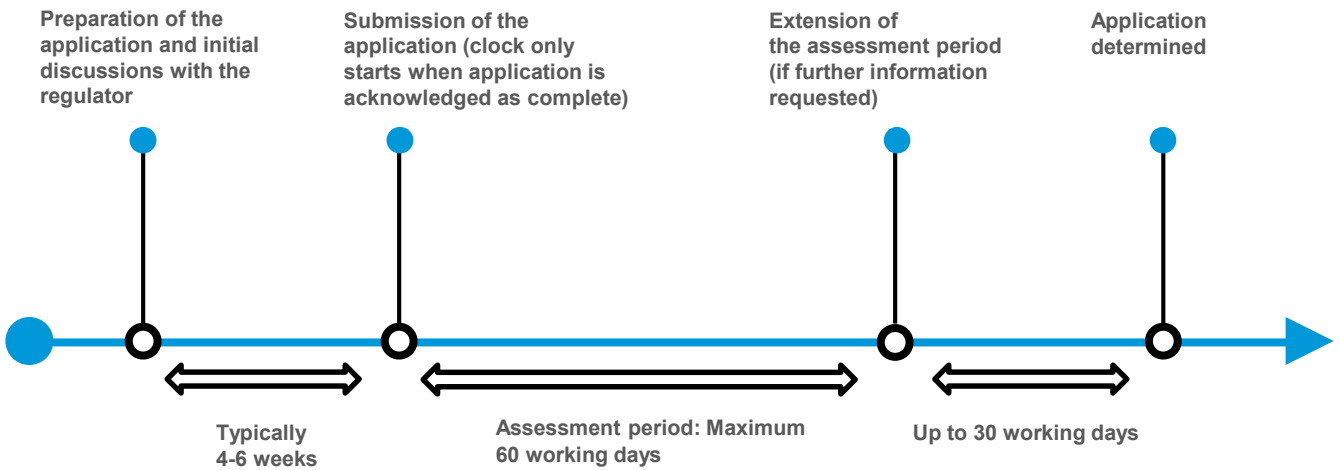 Preparation of the
application and initial
discussions with the
regulator
Submission of the
application (clock only
starts when application is
acknowledged as complete)
Extension of
the assessment period
(if further information
requested)
Application
determined
Typically
4-6 weeks
Assessment period: Maximum
60 working days
Up to 30 working days